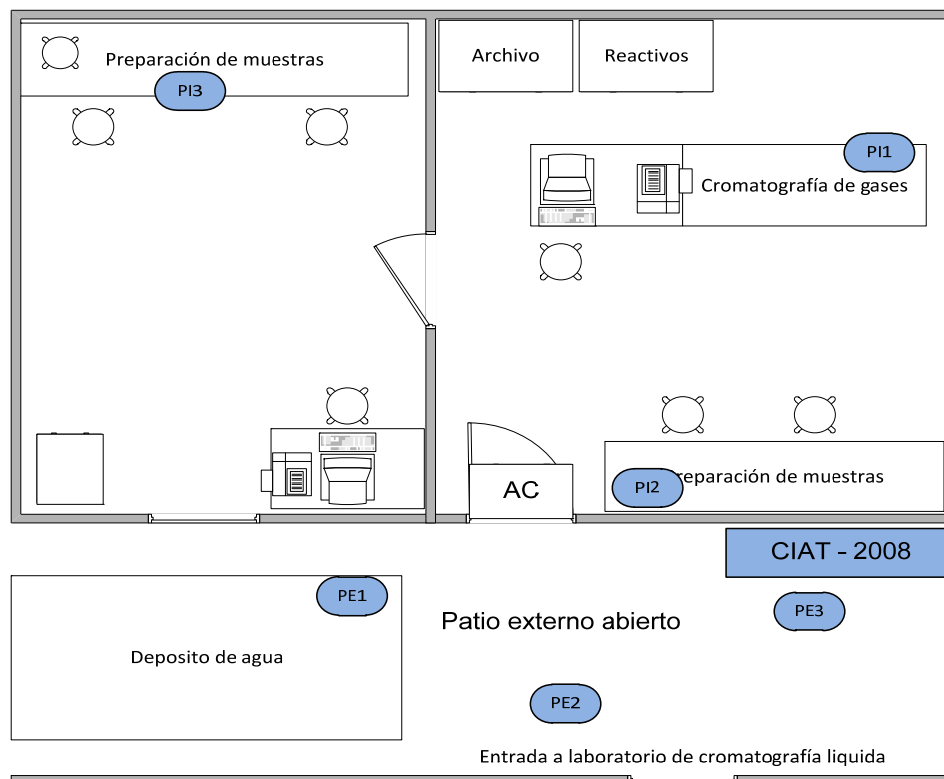 Preparación de muestras
PI3
Archivo
Reactivos
PI1
Cromatografía de gases
AC
PI2
reparación de muestras
CIAT - 2008
PE1
Patio externo abierto
PE3
Deposito de agua
PE2
Entrada a laboratorio de cromatografía liquida